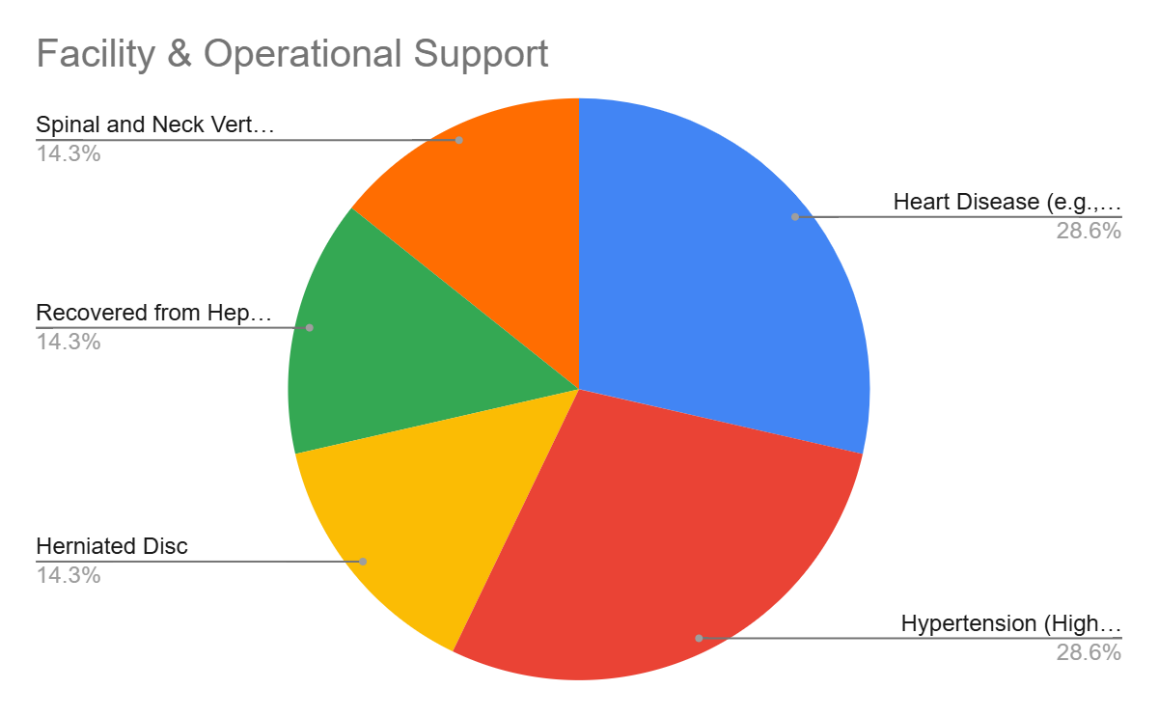 Facility & Operational Support
Spinal and Neck Vert…
14.3%
Heart Disease (e.g.,…
28.6%
Recovered from Hep…
14.3%
Herniated Disc
14.3%
Hypertension (High…
28.6%